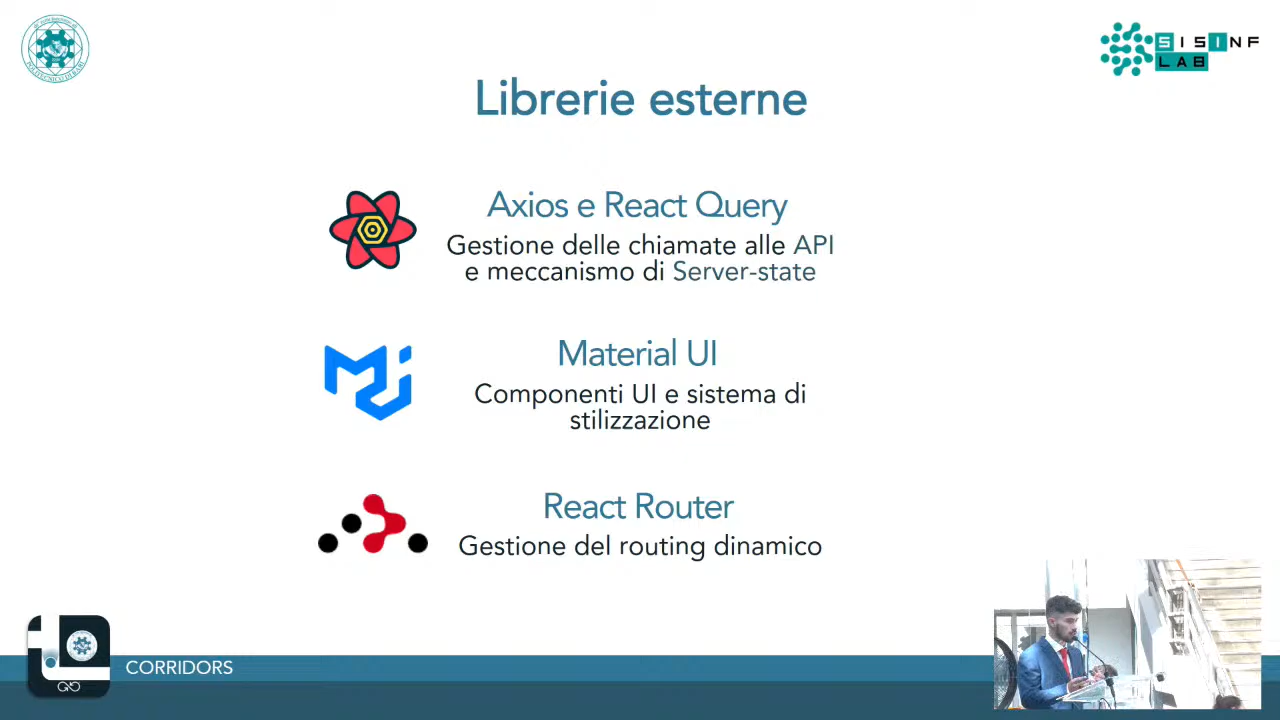 SISINF
LAB
Librerie esterne
Axios e React Query
Gestione delle chiamate alle API
e meccanismo di Server-state
Material UI
Componenti UI e sistema di
stilizzazione
React Router
Gestione del routing dinamico
CORRIDORS